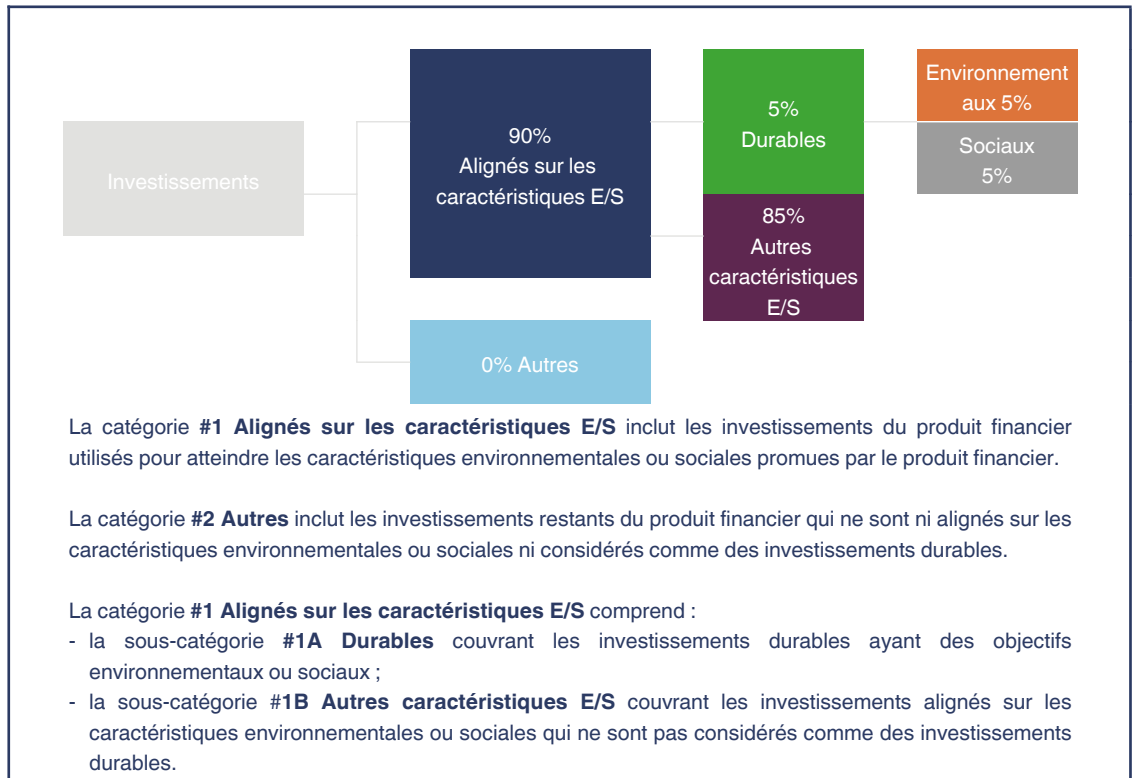 Investissements
90%
Alignés sur les
caractéristiques E/S
5%
Durables
Environnement
aux 5%
Sociaux
5%
85%
Autres
caractéristiques
E/S
0% Autres
La catégorie #1 Alignés sur les caractéristiques E/S inclut les investissements du produit financier
utilisés pour atteindre les caractéristiques environnementales ou sociales promues par le produit financier.
La catégorie #2 Autres inclut les investissements restants du produit financier qui ne sont ni alignés sur les
caractéristiques environnementales ou sociales ni considérés comme des investissements durables.
La catégorie #1 Alignés sur les caractéristiques E/S comprend :
- la sous-catégorie #1A Durables couvrant les investissements durables ayant des objectifs
environnementaux ou sociaux ;
- la sous-catégorie #1B Autres caractéristiques E/S couvrant les investissements alignés sur les
caractéristiques environnementales ou sociales qui ne sont pas considérés comme des investissements
durables.